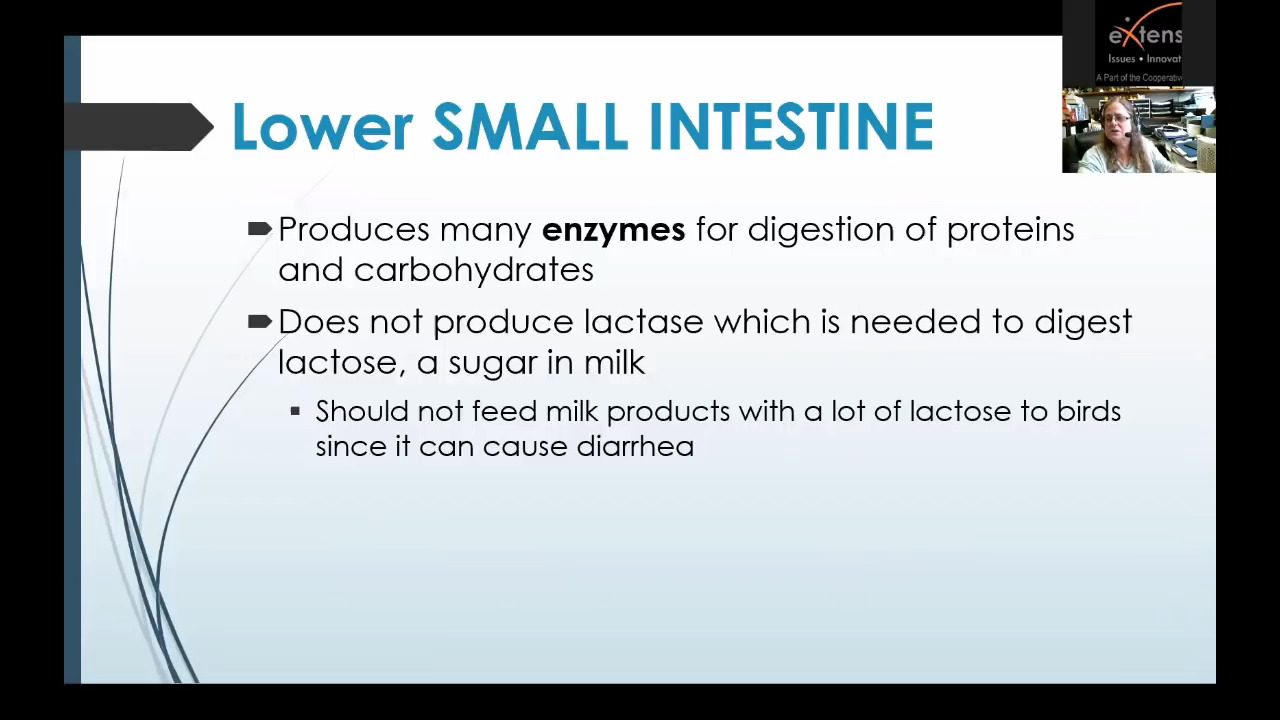 eXtens
Issues • Innovat
A Part of the Cooperativ
Lower SMALL INTESTINE
Produces many enzymes for digestion of proteins
and carbohydrates
Does not produce lactase which is needed to digest
lactose, a sugar in milk
Should not feed milk products with a lot of lactose to birds
since it can cause diarrhea